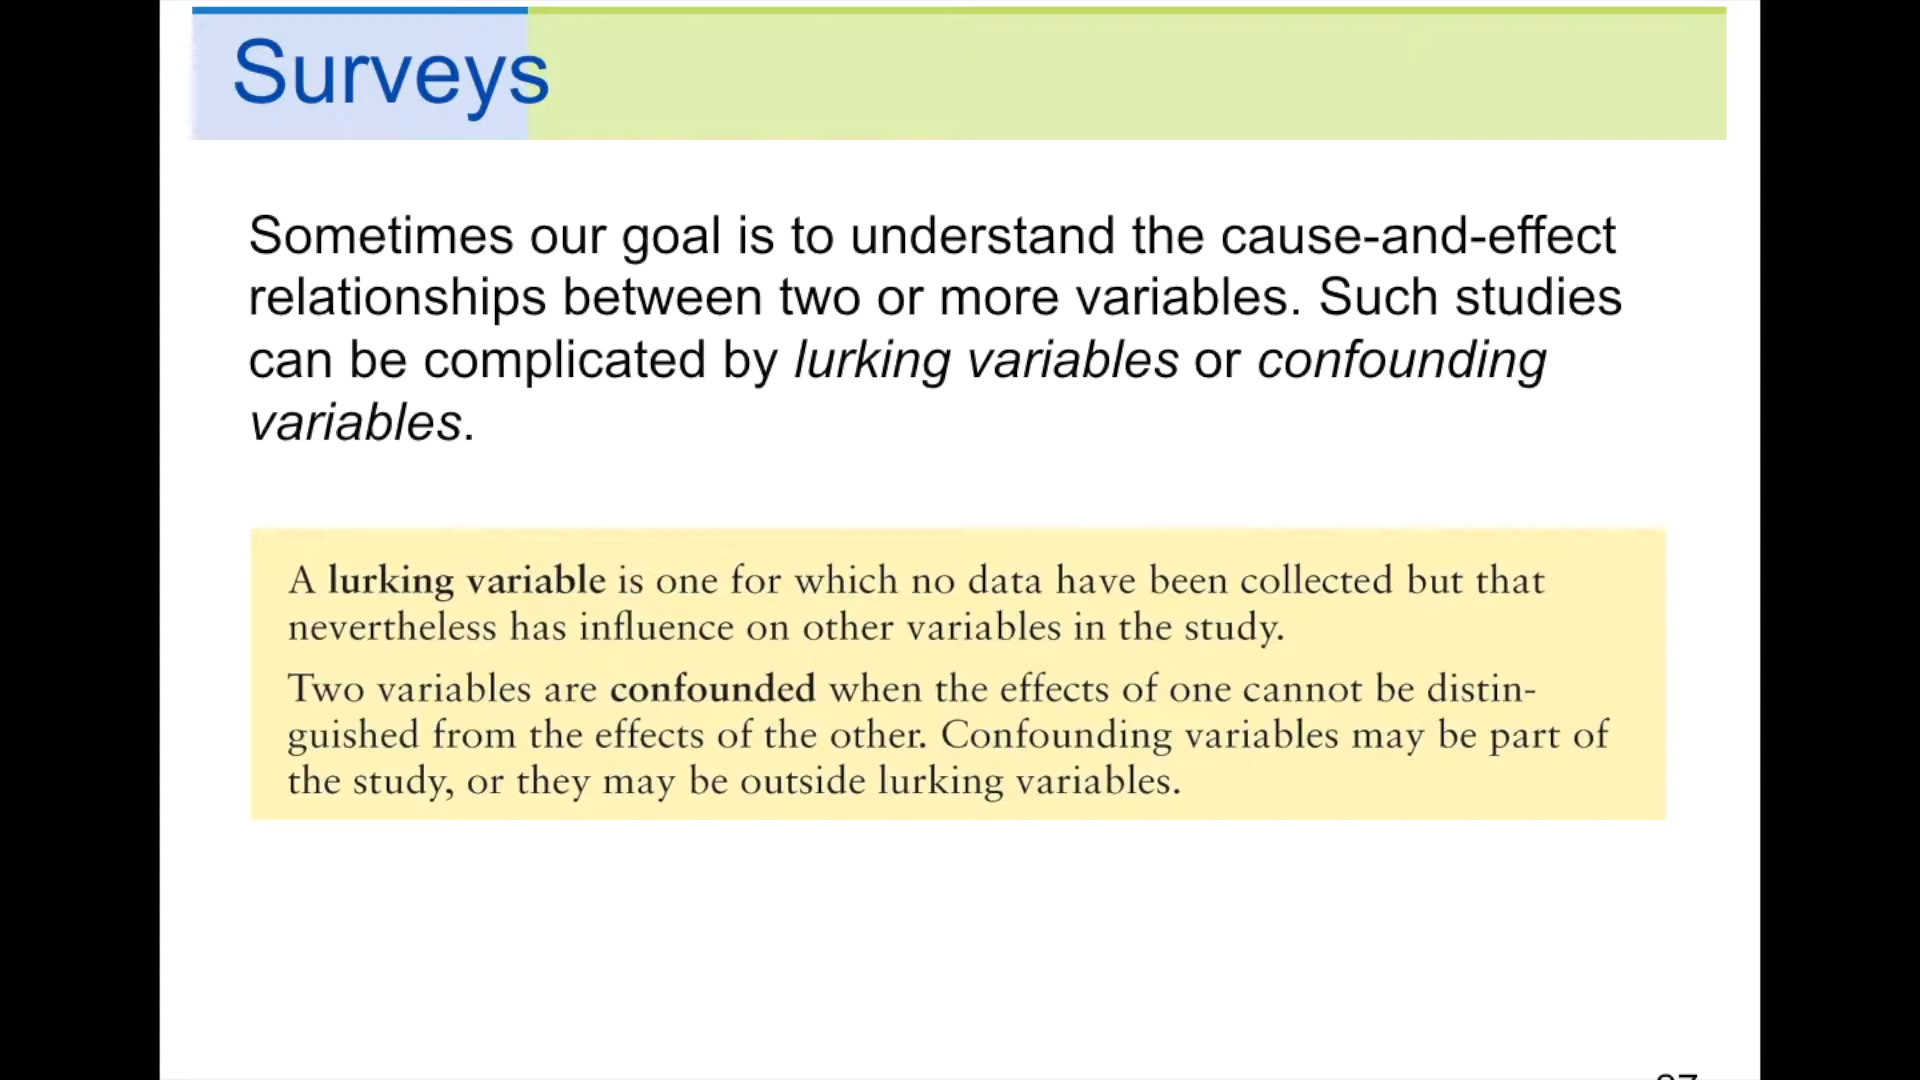 Surveys
Sometimes our goal is to understand the cause-and-effect
relationships between two or more variables. Such studies
can be complicated by lurking variables or confounding
variables.
A lurking variable is one for which no data have been collected but that
nevertheless has influence on other variables in the study.
Two variables are confounded when the effects of one cannot be distin-
guished from the effects of the other. Confounding variables may be part of
the study, or they may be outside lurking variables.